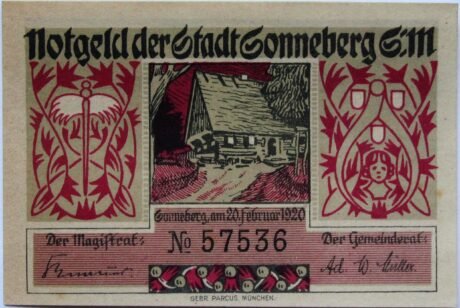 Notgeld der Stadt Sonneberg S.M
Sonneberg, am 20. Februar 1920
Der Magistrat: No 57536 Der Gemeinderat:
Ad. W. Müller.
GEBR. PARCUS, MÜNCHEN.